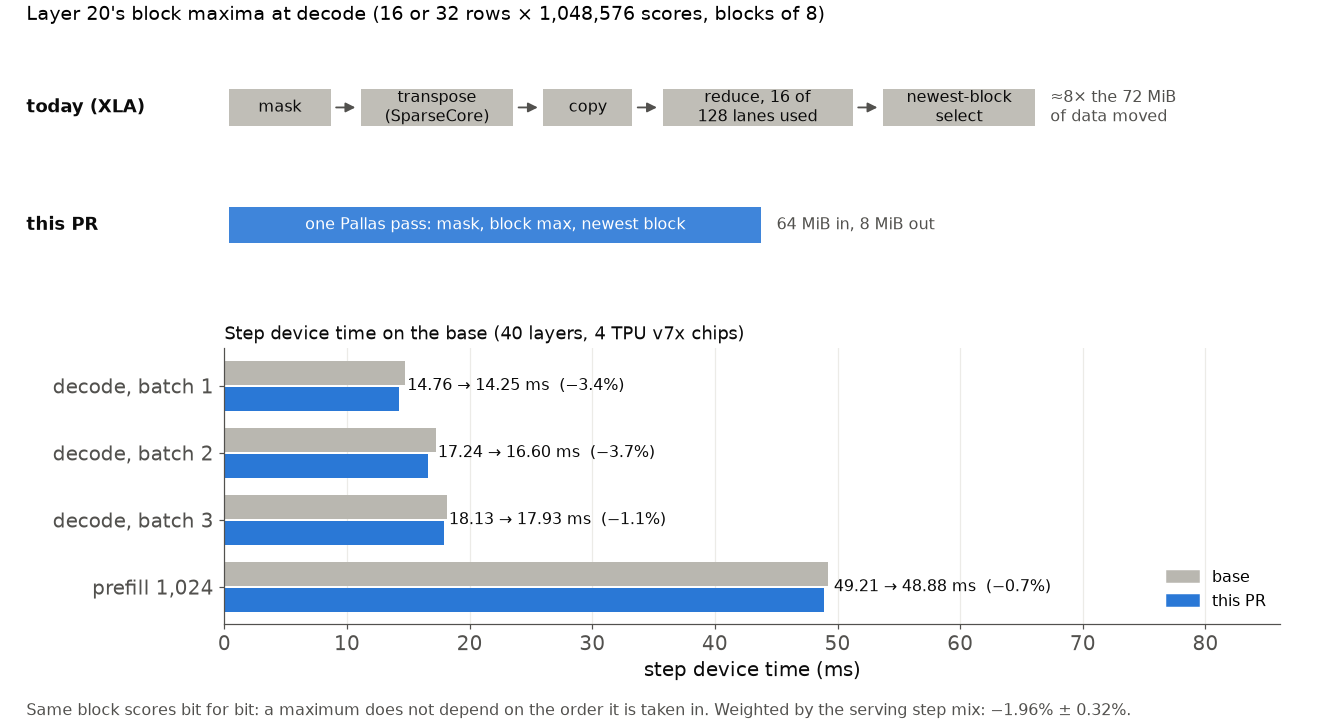 Layer 20's block maxima at decode (16 or 32 rows × 1,048,576 scores, blocks of 8)
today (XLA)
mask
transpose
(SparseCore)
copy
reduce, 16 of
128 lanes used
newest-block
select
≈8× the 72 MiB
of data moved
this PR
one Pallas pass: mask, block max, newest block
64 MiB in, 8 MiB out
Step device time on the base (40 layers, 4 TPU v7x chips)
decode, batch 1
14.76 → 14.25 ms (−3.4%)
decode, batch 2
17.24 → 16.60 ms (−3.7%)
decode, batch 3
18.13 → 17.93 ms (−1.1%)
prefill 1,024
49.21 → 48.88 ms (−0.7%)
base
this PR
0 10 20 30 40 50 60 70 80
step device time (ms)
Same block scores bit for bit: a maximum does not depend on the order it is taken in. Weighted by the serving step mix: −1.96% ± 0.32%.